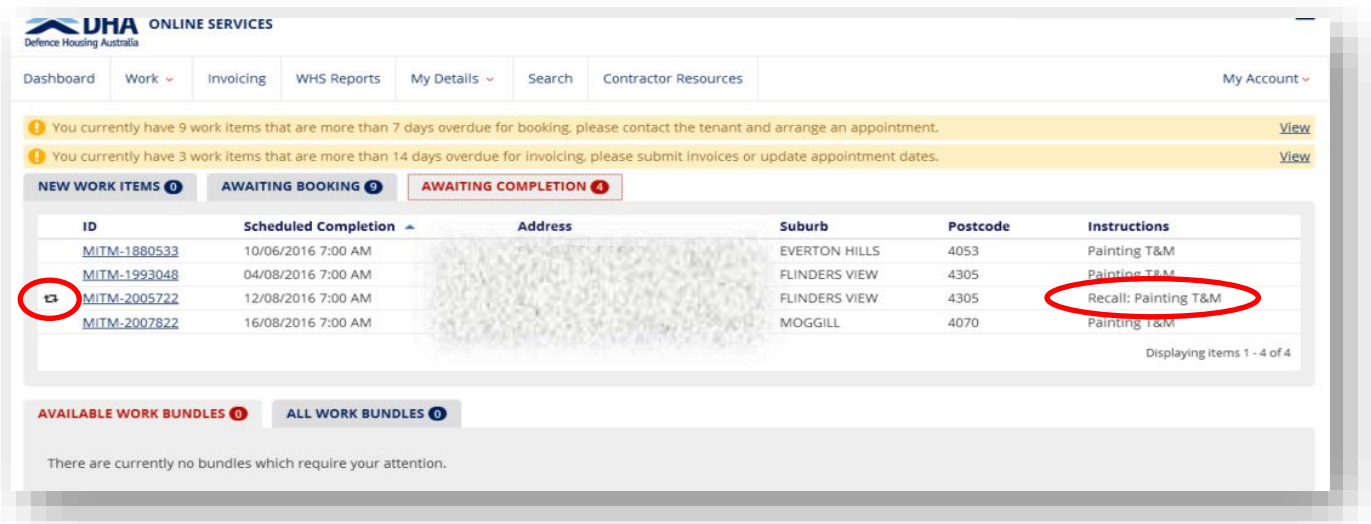 DHA ONLINE SERVICES
Defence Housing Australia
Dashboard Work Invoicing WHS Reports My Details Search Contractor Resources My Account
You currently have 9 work items that are more than 7 days overdue for booking, please contact the tenant and arrange an appointment. View
You currently have 3 work items that are more than 14 days overdue for invoicing, please submit invoices or update appointment dates. View
NEW WORK ITEMS 0 AWAITING BOOKING 9 AWAITING COMPLETION 4
ID Scheduled Completion Address Suburb Postcode Instructions
MITM-1880533 10/06/2016 7:00 AM EVERTON HILLS 4053 Painting T&M
MITM-1993048 04/08/2016 7:00 AM FLINDERS VIEW 4305 Painting T&M
MITM-2005722 12/08/2016 7:00 AM FLINDERS VIEW 4305 Recall: Painting T&M
MITM-2007822 16/08/2016 7:00 AM MOGGILL 4070 Painting T&M
Displaying items 1 - 4 of 4
AVAILABLE WORK BUNDLES 0 ALL WORK BUNDLES 0
There are currently no bundles which require your attention.